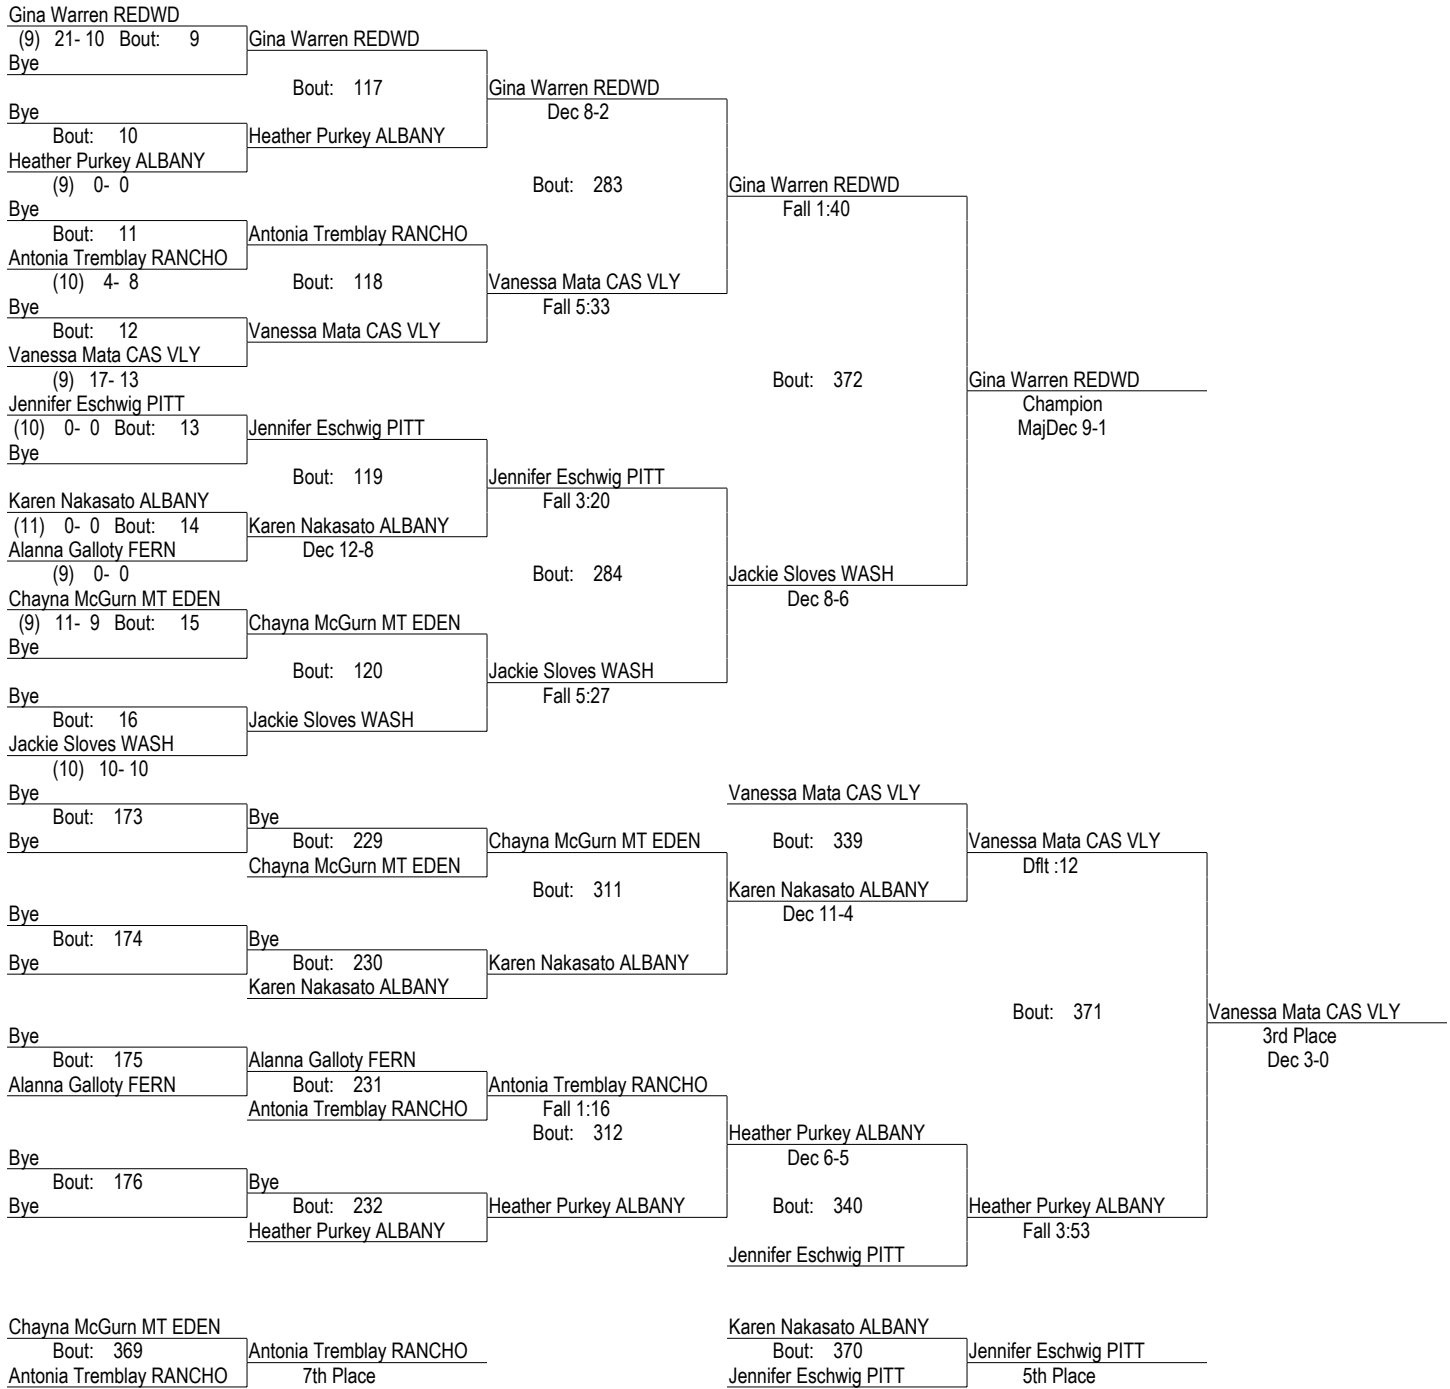 Gina Warren REDWD
(9) 21- 10 Bout: 9 Gina Warren REDWD
Bye
Bout: 117 Gina Warren REDWD
Bye Dec 8-2
Bout: 10 Heather Purkey ALBANY
Heather Purkey ALBANY
(9) 0- 0 Bout: 283 Gina Warren REDWD
Bye Fall 1:40
Bout: 11 Antonia Tremblay RANCHO
Antonia Tremblay RANCHO
(10) 4- 8 Bout: 118 Vanessa Mata CAS VLY
Bye Fall 5:33
Bout: 12 Vanessa Mata CAS VLY
Vanessa Mata CAS VLY
(9) 17- 13 Bout: 372 Gina Warren REDWD
Jennifer Eschwig PITT Champion
(10) 0- 0 Bout: 13 Jennifer Eschwig PITT MajDec 9-1
Bye
Bout: 119 Jennifer Eschwig PITT
Karen Nakasato ALBANY Fall 3:20
(11) 0- 0 Bout: 14 Karen Nakasato ALBANY
Alanna Galloty FERN Dec 12-8
(9) 0- 0 Bout: 284 Jackie Sloves WASH
Chayna McGurn MT EDEN Dec 8-6
(9) 11- 9 Bout: 15 Chayna McGurn MT EDEN
Bye
Bout: 120 Jackie Sloves WASH
Bye Fall 5:27
Bout: 16 Jackie Sloves WASH
Jackie Sloves WASH
(10) 10- 10
Bye Vanessa Mata CAS VLY
Bout: 173 Bye
Bye Bout: 229 Chayna McGurn MT EDEN Bout: 339 Vanessa Mata CAS VLY
Chayna McGurn MT EDEN Dflt :12
Bout: 311 Karen Nakasato ALBANY
Bye Dec 11-4
Bout: 174 Bye
Bye Bout: 230 Karen Nakasato ALBANY
Karen Nakasato ALBANY
Bout: 371 Vanessa Mata CAS VLY
Bye 3rd Place
Bout: 175 Alanna Galloty FERN Dec 3-0
Alanna Galloty FERN Bout: 231 Antonia Tremblay RANCHO
Antonia Tremblay RANCHO Fall 1:16
Bout: 312 Heather Purkey ALBANY
Bye Dec 6-5
Bout: 176 Bye
Bye Bout: 232 Heather Purkey ALBANY Bout: 340 Heather Purkey ALBANY
Heather Purkey ALBANY Fall 3:53
Jennifer Eschwig PITT
Chayna McGurn MT EDEN Karen Nakasato ALBANY
Bout: 369 Antonia Tremblay RANCHO Bout: 370 Jennifer Eschwig PITT
Antonia Tremblay RANCHO 7th Place Jennifer Eschwig PITT 5th Place